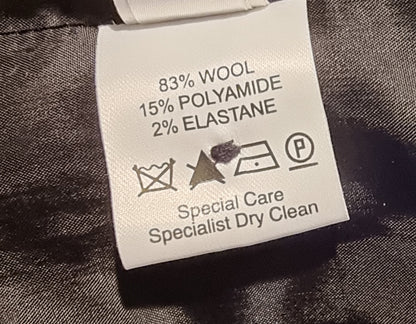 83% WOOL
15% POLYAMIDE
2% ELASTANE
P
Special Care
Specialist Dry Clean